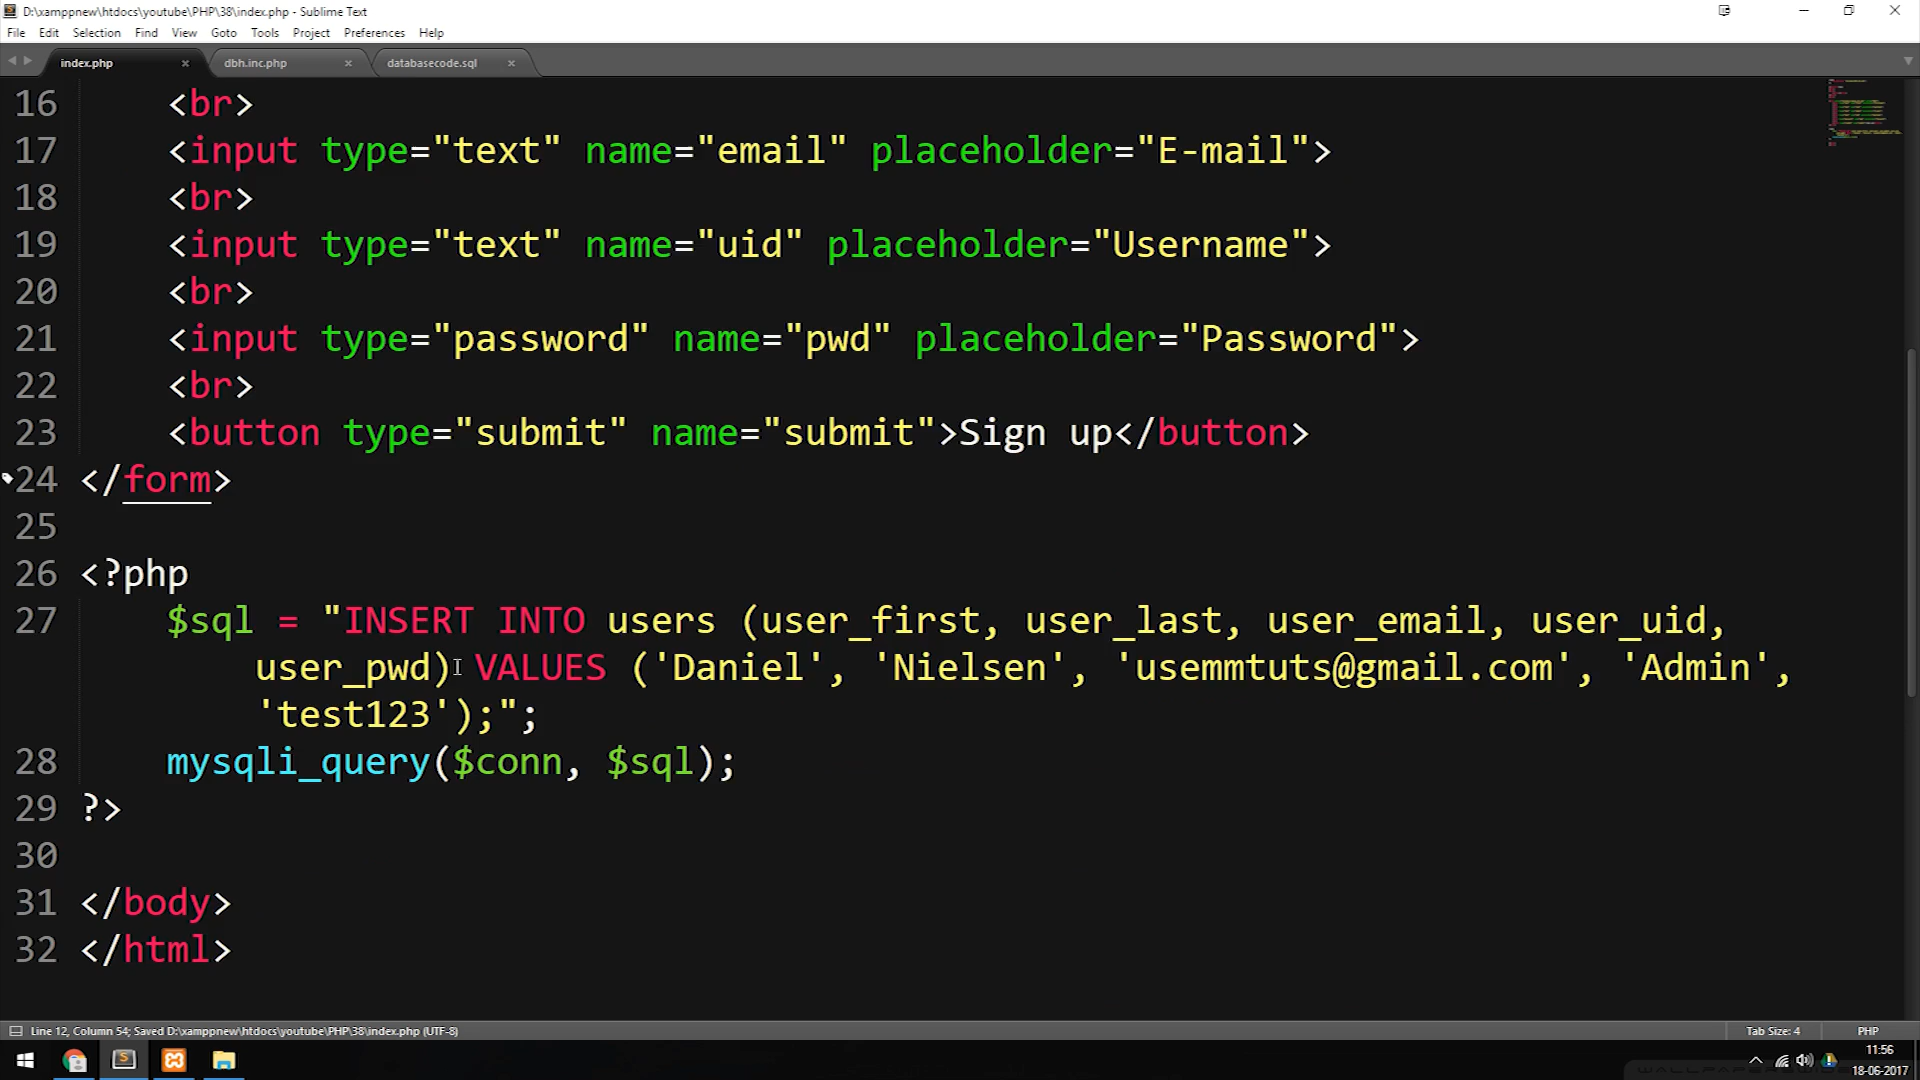 D:\xamppnew\htdocs\youtube\PHP\38\index.php - Sublime Text
File Edit Selection Find View Goto Tools Project Preferences Help
index.php × dbh.inc.php × databasecode.sql ×
16 <br>
17 <input type="text" name="email" placeholder="E-mail">
18 <br>
19 <input type="text" name="uid" placeholder="Username">
20 <br>
21 <input type="password" name="pwd" placeholder="Password">
22 <br>
23 <button type="submit" name="submit">Sign up</button>
24 </form>
25
26 <?php
27 $sql = "INSERT INTO users (user_first, user_last, user_email, user_uid,
user_pwd) VALUES ('Daniel', 'Nielsen', 'usemmtuts@gmail.com', 'Admin',
'test123');";
28 mysqli_query($conn, $sql);
29 ?>
30
31 </body>
32 </html>
Line 12, Column 54; Saved D:\xamppnew\htdocs\youtube\PHP\38\index.php (UTF-8) Tab Size: 4 PHP
11:56
18-06-2017